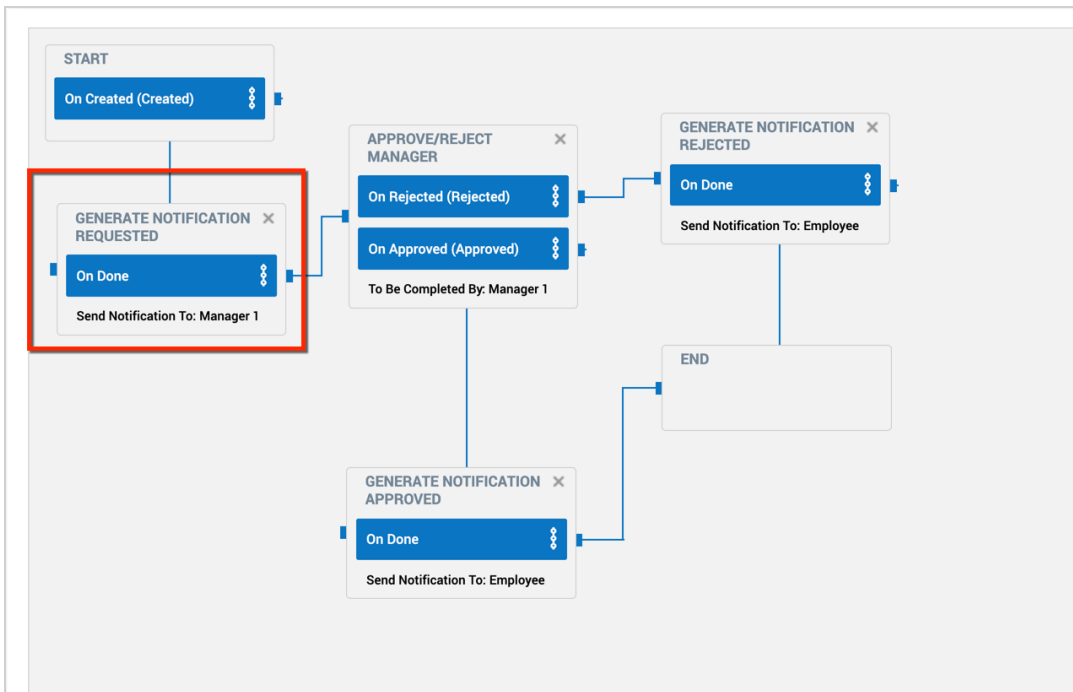 START
On Created (Created)
GENERATE NOTIFICATION
REQUESTED
On Done
Send Notification To: Manager 1
APPROVE/REJECT
MANAGER
On Rejected (Rejected)
On Approved (Approved)
To Be Completed By: Manager 1
GENERATE NOTIFICATION
REJECTED
On Done
Send Notification To: Employee
END
GENERATE NOTIFICATION
APPROVED
On Done
Send Notification To: Employee